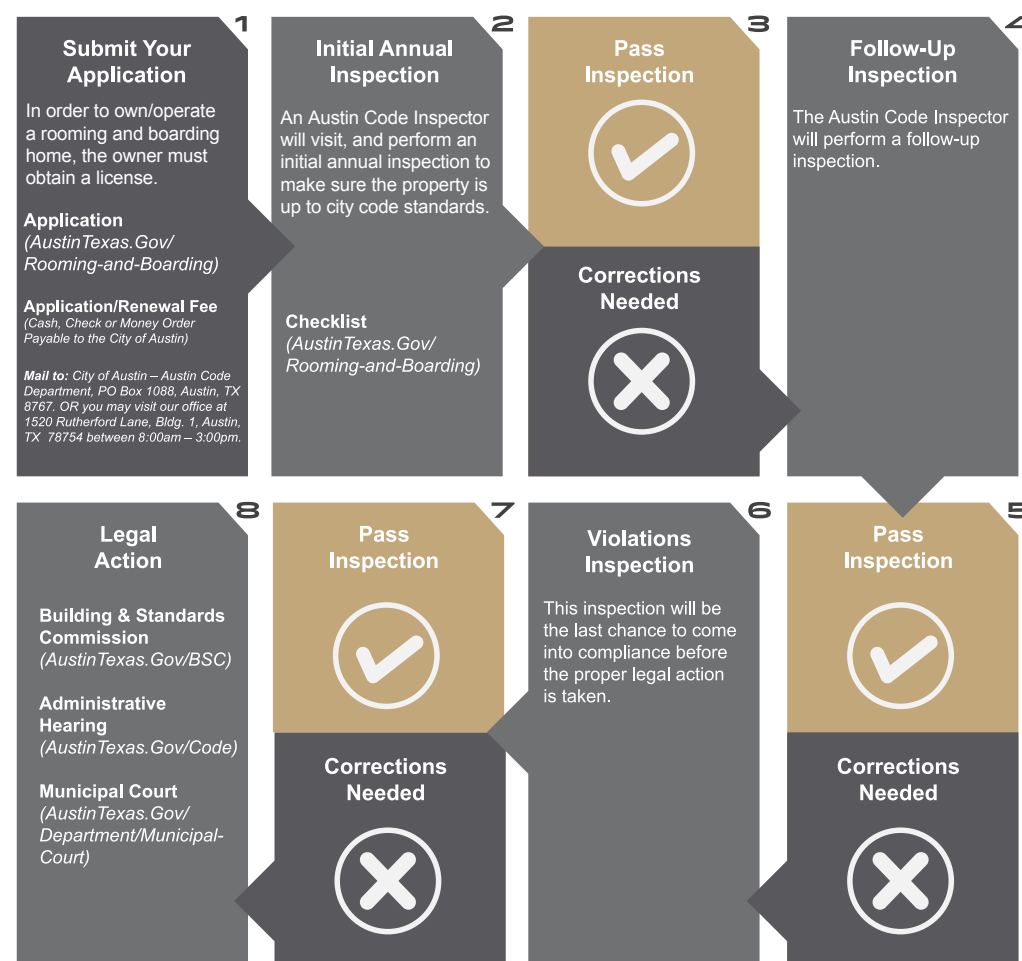 1
Submit Your
Application
In order to own/operate
a rooming and boarding
home, the owner must
obtain a license.
Application
(AustinTexas.Gov/
Rooming-and-Boarding)
Application/Renewal Fee
(Cash, Check or Money Order
Payable to the City of Austin)
Mail to: City of Austin – Austin Code
Department, PO Box 1088, Austin, TX
8767. OR you may visit our office at
1520 Rutherford Lane, Bldg. 1, Austin,
TX 78754 between 8:00am – 3:00pm.
2
Initial Annual
Inspection
An Austin Code Inspector
will visit, and perform an
initial annual inspection to
make sure the property is
up to city code standards.
Checklist
(AustinTexas.Gov/
Rooming-and-Boarding)
3
Pass
Inspection
Corrections
Needed
4
Follow-Up
Inspection
The Austin Code Inspector
will perform a follow-up
inspection.
5
Pass
Inspection
Corrections
Needed
6
Violations
Inspection
This inspection will be
the last chance to come
into compliance before
the proper legal action
is taken.
7
Pass
Inspection
Corrections
Needed
8
Legal
Action
Building & Standards
Commission
(AustinTexas.Gov/BSC)
Administrative
Hearing
(AustinTexas.Gov/Code)
Municipal Court
(AustinTexas.Gov/
Department/Municipal-
Court)